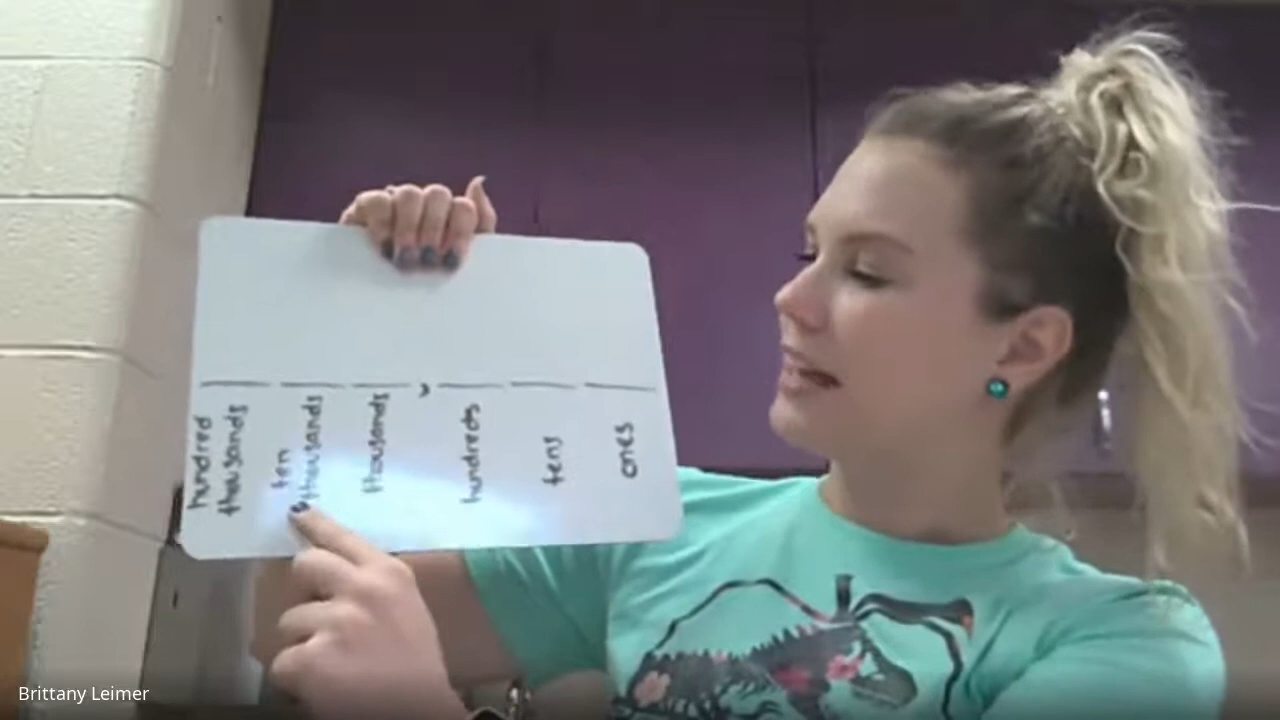 hundred
thousands
ten
thousands
thousands
,
hundreds
tens
ones
Brittany Leimer